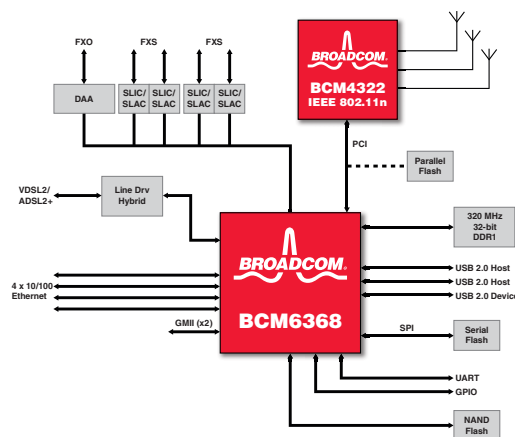 FXO
FXS
FXS
DAA
SLIC/
SLAC
SLIC/
SLAC
SLIC/
SLAC
SLIC/
SLAC
BROADCOM®
BCM4322
IEEE 802.11n
PCI
Parallel
Flash
VDSL2/
ADSL2+
Line Drv
Hybrid
320 MHz
32-bit
DDR1
BROADCOM®
BCM6368
USB 2.0 Host
USB 2.0 Host
USB 2.0 Device
4 x 10/100
Ethernet
GMII (x2)
SPI
Serial
Flash
UART
GPIO
NAND
Flash